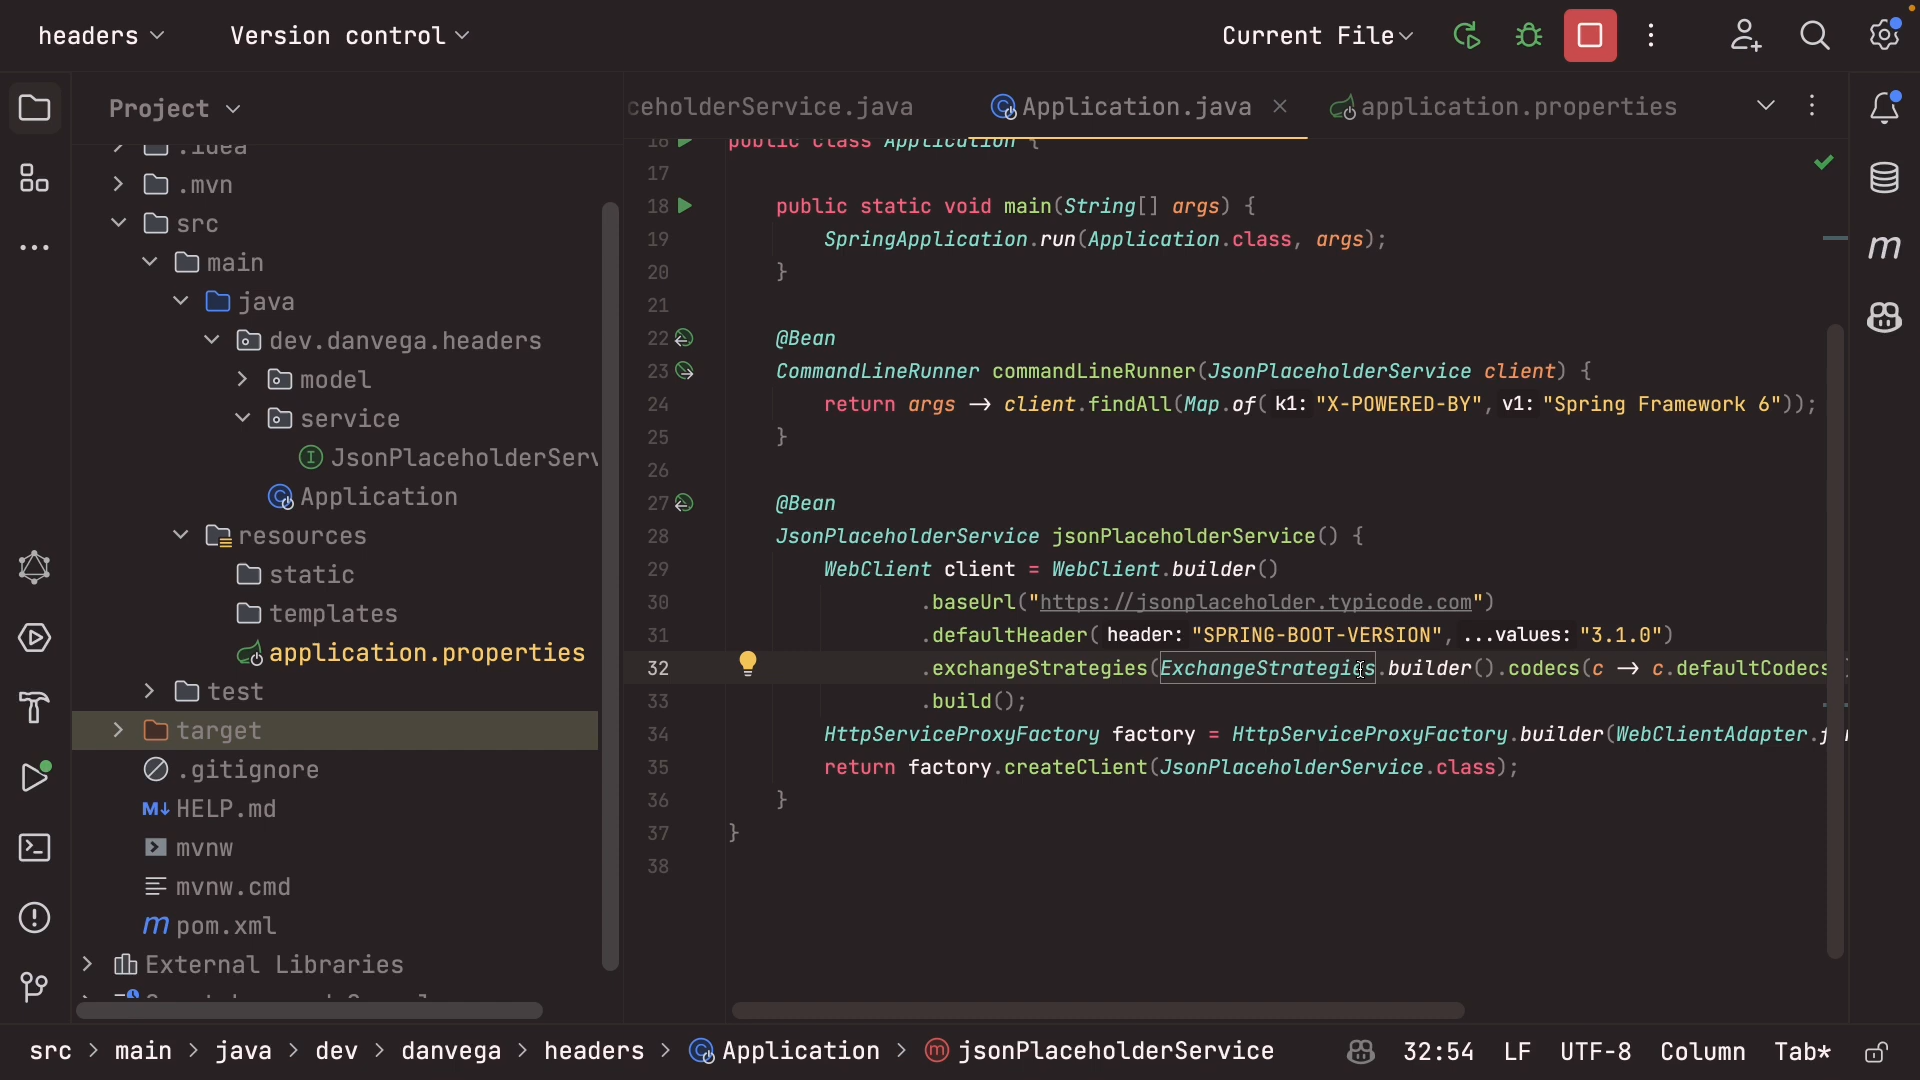 headers
Version control
Current File
Project
.idea
.mvn
src
main
java
dev.danvega.headers
model
service
JsonPlaceholderServ
Application
resources
static
templates
application.properties
test
target
.gitignore
M↓ HELP.md
mvnw
mvnw.cmd
m pom.xml
External Libraries
ceholderService.java
Application.java
application.properties
16 public class Application {
17
18 public static void main(String[] args) {
19 SpringApplication.run(Application.class, args);
20 }
21
22 @Bean
23 CommandLineRunner commandLineRunner(JsonPlaceholderService client) {
24 return args → client.findAll(Map.of( k1: "X-POWERED-BY", v1: "Spring Framework 6"));
25 }
26
27 @Bean
28 JsonPlaceholderService jsonPlaceholderService() {
29 WebClient client = WebClient.builder()
30 .baseUrl("https://jsonplaceholder.typicode.com")
31 .defaultHeader( header: "SPRING-BOOT-VERSION", ...values: "3.1.0")
32 .exchangeStrategies(ExchangeStrategies.builder().codecs(c → c.defaultCodecs
33 .build();
34 HttpServiceProxyFactory factory = HttpServiceProxyFactory.builder(WebClientAdapter.
35 return factory.createClient(JsonPlaceholderService.class);
36 }
37 }
38
m
src > main > java > dev > danvega > headers > Application > jsonPlaceholderService
32:54 LF UTF-8 Column Tab*